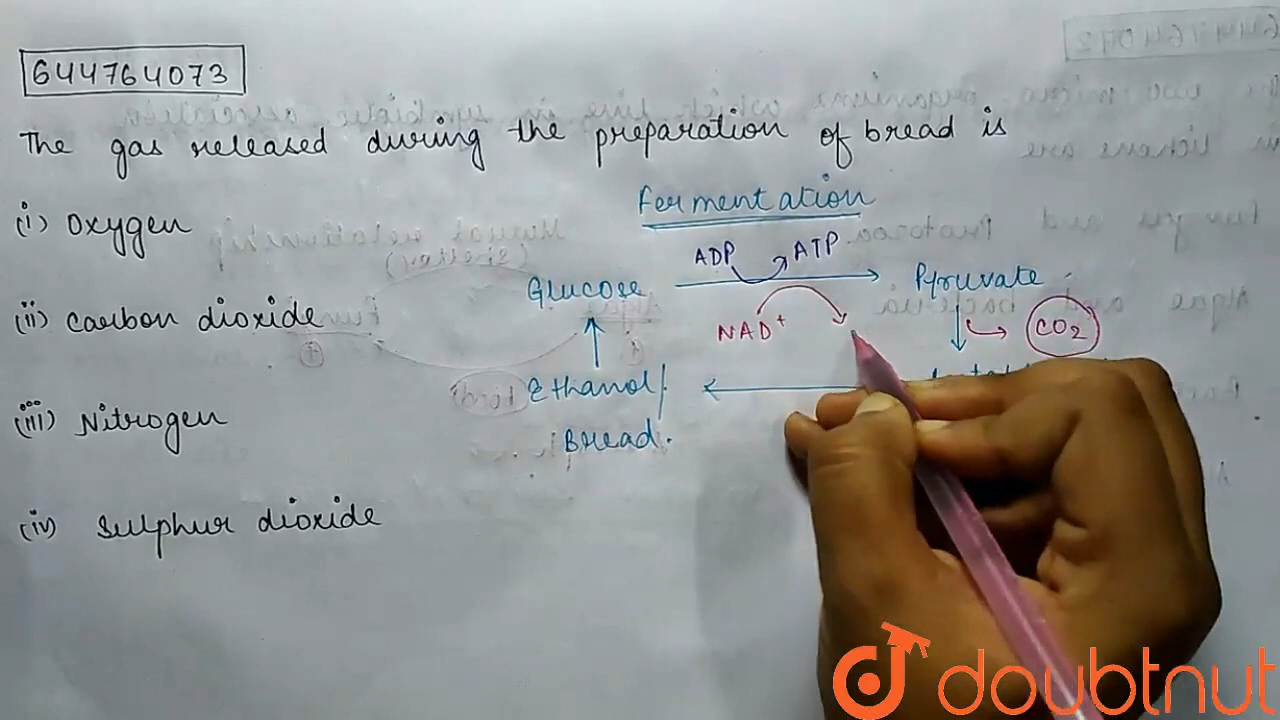 644764073
The gas released during the preparation of bread is
(i) Oxygen
(ii) Carbon dioxide
(iii) Nitrogen
(iv) Sulphur dioxide
Fermentation
ADP ATP
Glucose Pyruvate
NAD+ CO2
Ethanol/
Bread.
doubtnut